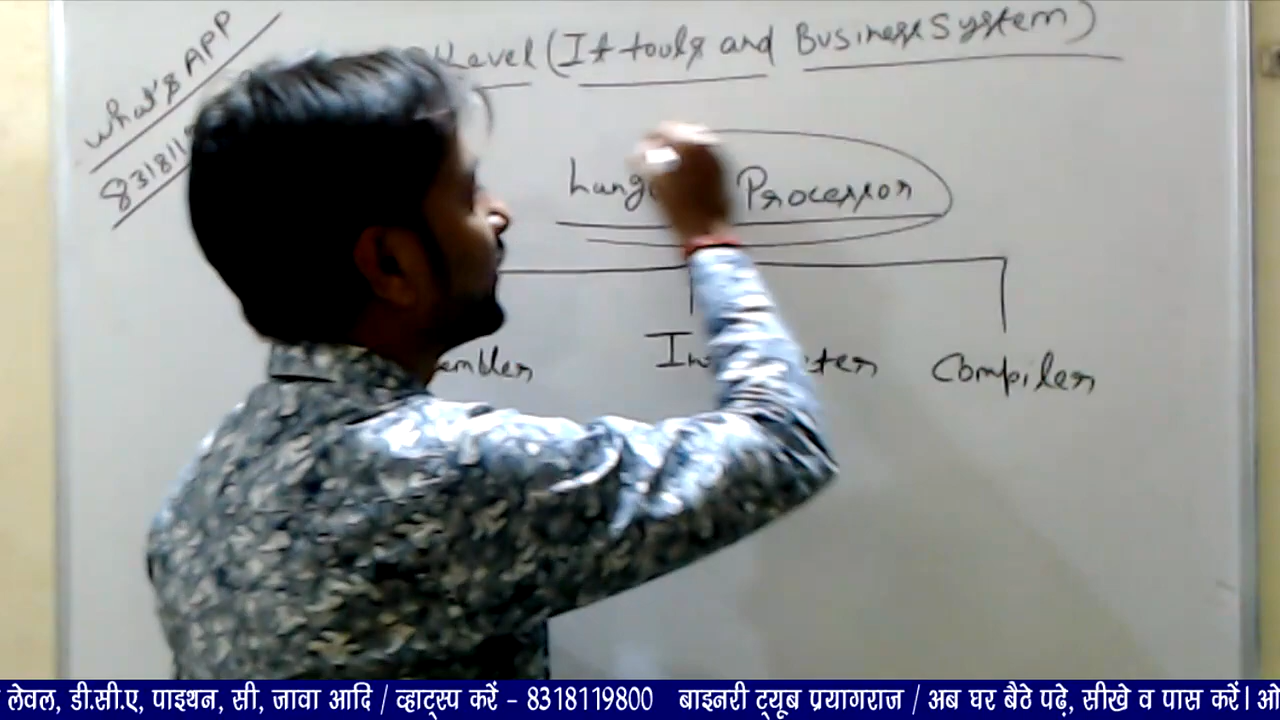 What's APP
Level (It tools and Business System)
Processor
Compiler
लेवल, डी.सी.ए, पाइथन, सी, जावा आदि / व्हाट्स्प करें - 8318119800 बाइनरी ट्यूब प्रयागराज / अब घर बैठे पढ़े, सीखे व पास करें।